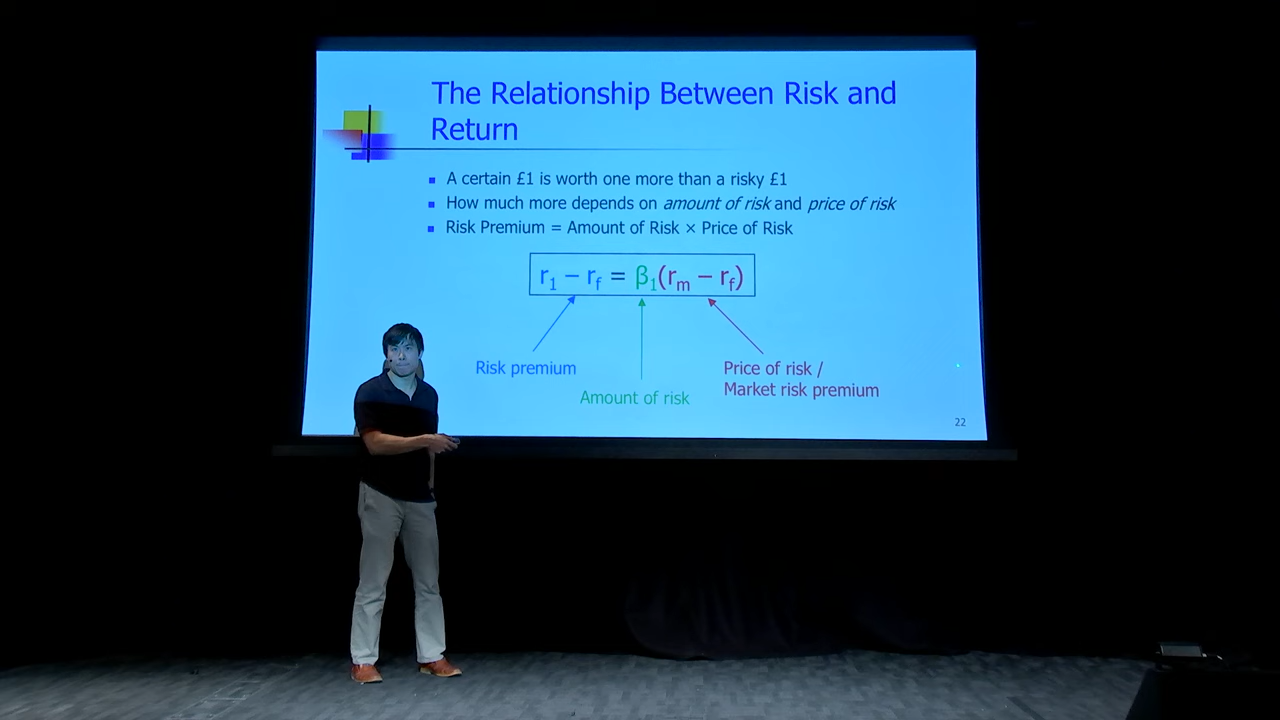 The Relationship Between Risk and
Return
A certain £1 is worth one more than a risky £1
How much more depends on amount of risk and price of risk
Risk Premium = Amount of Risk × Price of Risk
r₁ − r_f = β₁(r_m − r_f)
Risk premium
Amount of risk
Price of risk /
Market risk premium
22